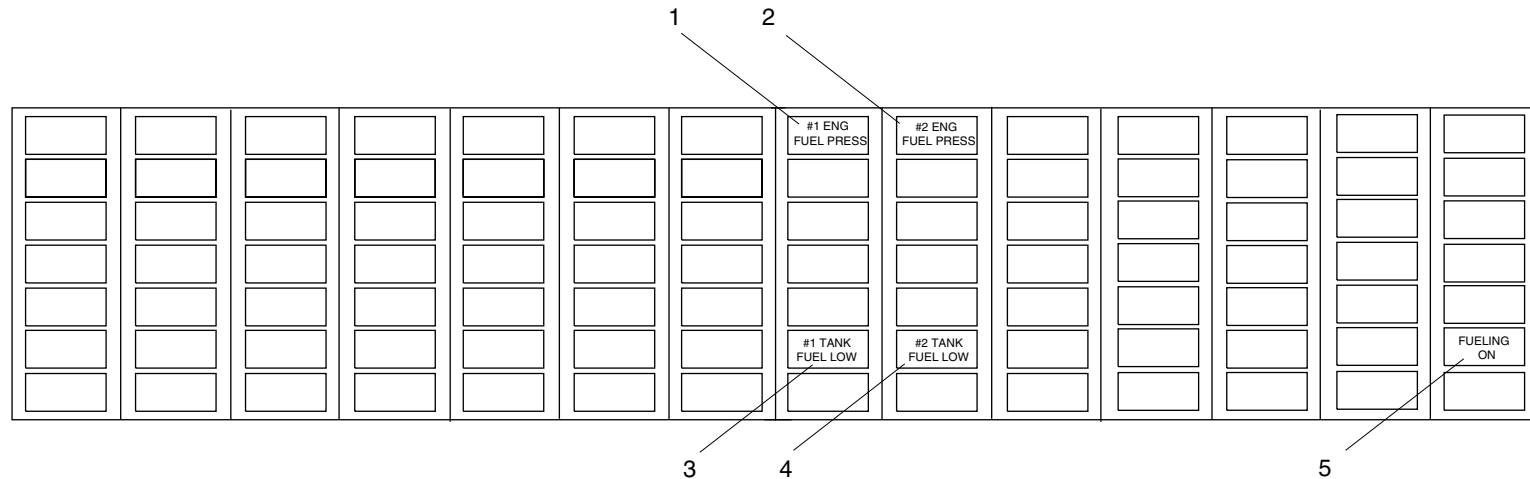 1
2
#1 ENG
FUEL PRESS
#2 ENG
FUEL PRESS
#1 TANK
FUEL LOW
#2 TANK
FUEL LOW
FUELING
ON
3
4
5